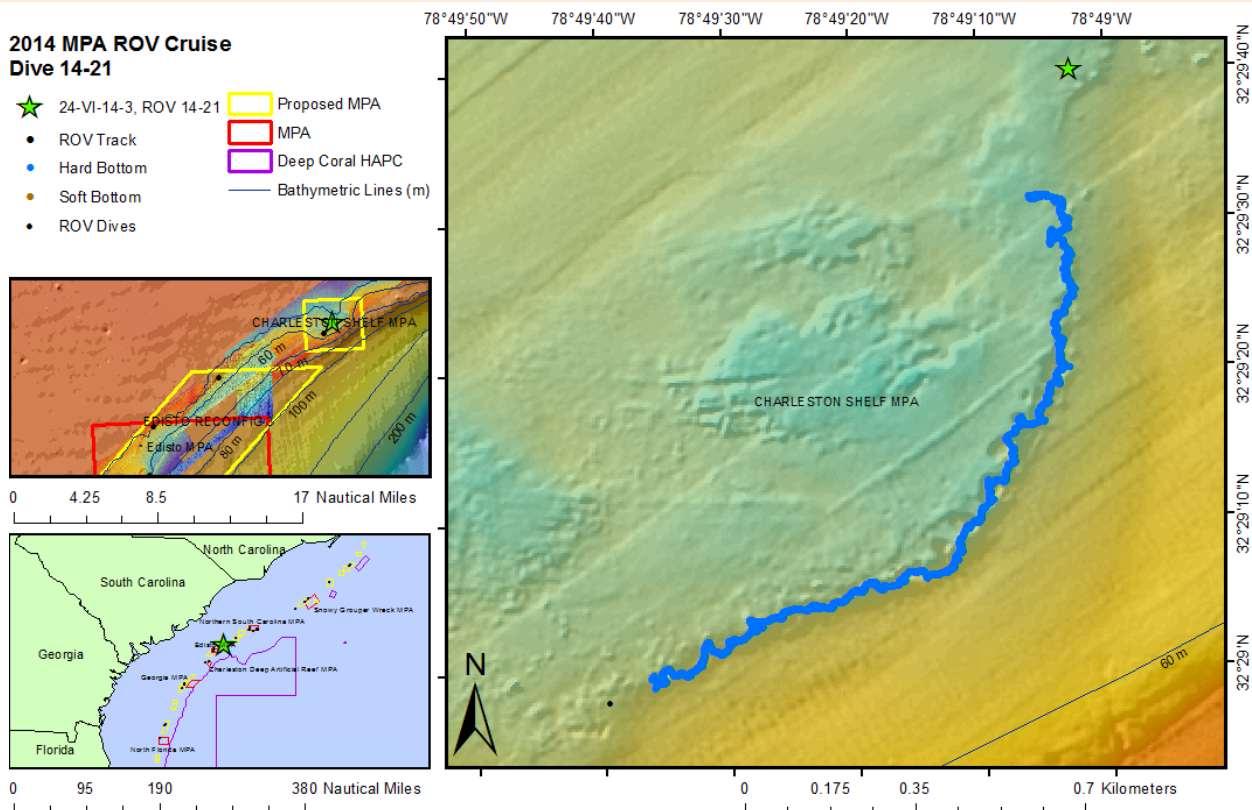 2014 MPA ROV Cruise
Dive 14-21
24-VI-14-3, ROV 14-21
ROV Track
Hard Bottom
Soft Bottom
ROV Dives
Proposed MPA
MPA
Deep Coral HAPC
Bathymetric Lines (m)
CHARLESTON SHELF MPA
60 m
70 m
100 m
EDISTO RECONFIG
Edisto MPA
80 m
200 m
0 4.25 8.5 17 Nautical Miles
North Carolina
South Carolina
Snowy Grouper Wreck MPA
Northern South Carolina MPA
Edisto
Georgia
Charleston Deep Artificial Reef MPA
Georgia MPA
Florida
North Florida MPA
0 95 190 380 Nautical Miles
78°49'50"W 78°49'40"W 78°49'30"W 78°49'20"W 78°49'10"W 78°49'W
32°29'40"N
32°29'30"N
32°29'20"N
32°29'10"N
32°29'N
CHARLESTON SHELF MPA
60 m
N
0 0.175 0.35 0.7 Kilometers